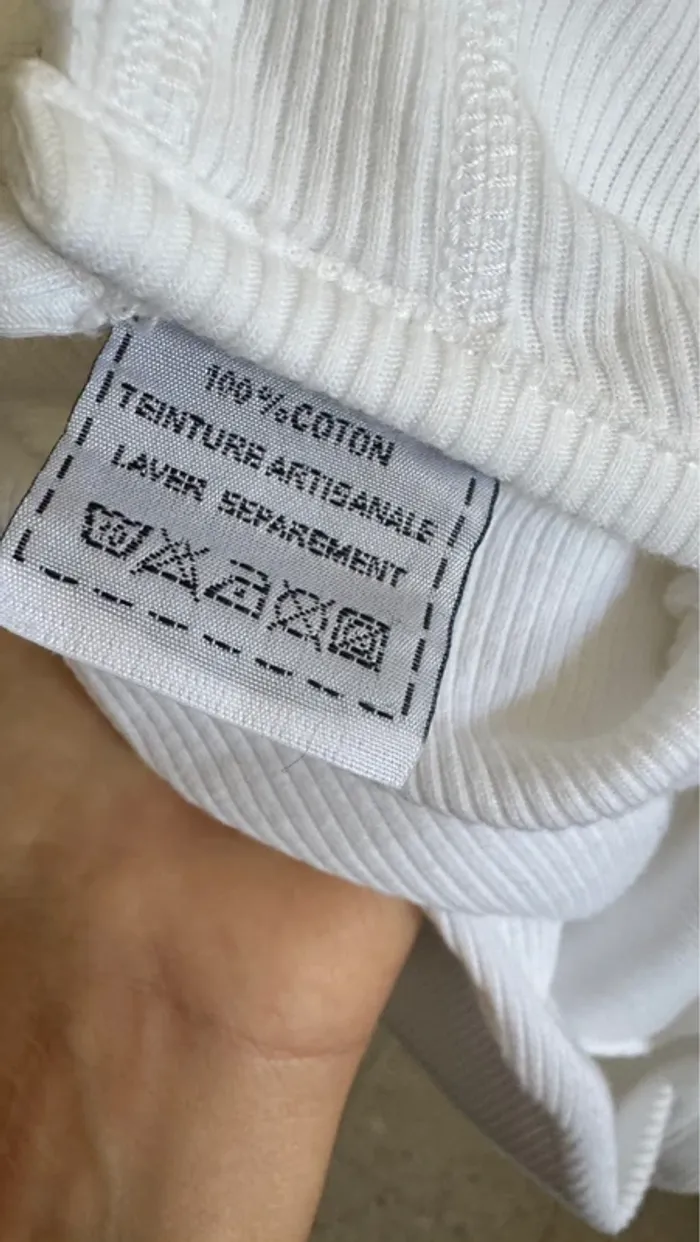 100%COTON
TEINTURE ARTISANALE
LAVER SEPAREMENT